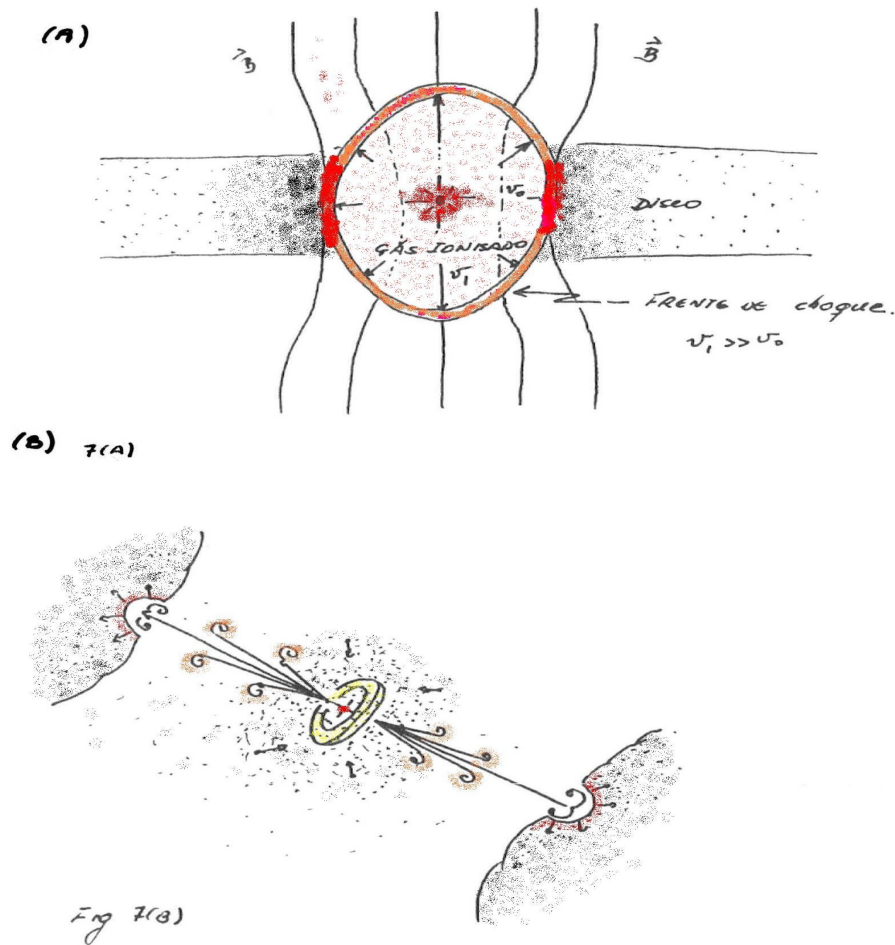 (A)
B
B
v₀
DISCO
GÁS IONISADO
v₁
FRENTE DE choque.
v₁ >> v₀
(B) 7(A)
Fig 7(B)